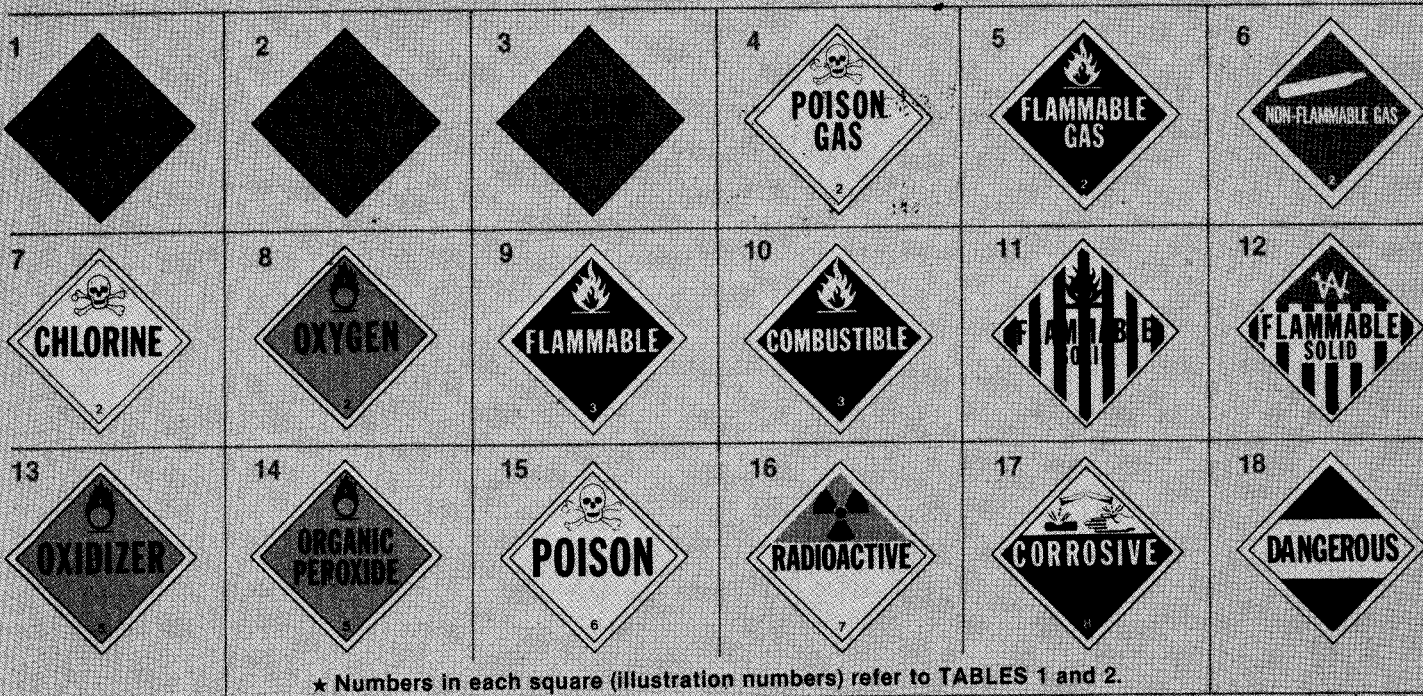 1
2
3
4
POISON
GAS
2
5
FLAMMABLE
GAS
2
6
NON-FLAMMABLE GAS
2
7
CHLORINE
2
8
OXYGEN
2
9
FLAMMABLE
3
10
COMBUSTIBLE
3
11
FLAMMABLE
12
W
FLAMMABLE
SOLID
13
OXIDIZER
5
14
ORGANIC
PEROXIDE
5
15
POISON
6
16
RADIOACTIVE
7
17
CORROSIVE
8
18
DANGEROUS
★ Numbers in each square (illustration numbers) refer to TABLES 1 and 2.